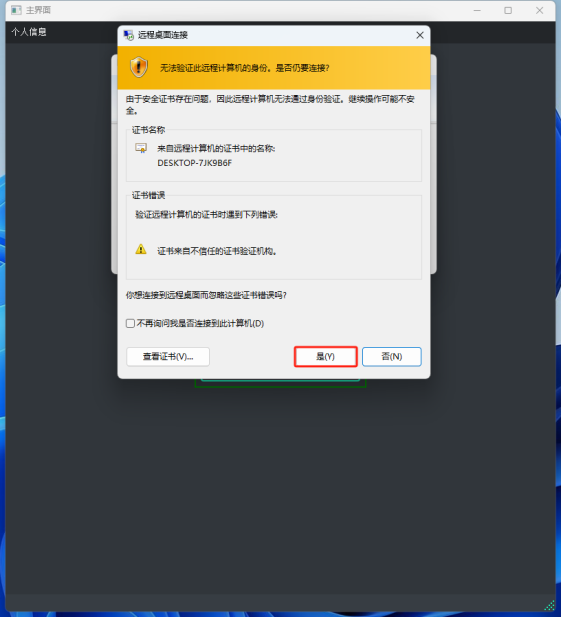 主界面
个人信息
远程桌面连接
无法验证此远程计算机的身份。是否仍要连接?
由于安全证书存在问题，因此远程计算机无法通过身份验证。继续操作可能不安
全。
证书名称
来自远程计算机的证书中的名称:
DESKTOP-7JK9B6F
证书错误
验证远程计算机的证书时遇到下列错误:
证书来自不信任的证书验证机构。
你想连接到远程桌面而忽略这些证书错误吗?
不再询问我是否连接到此计算机(D)
查看证书(V)... 是(Y) 否(N)